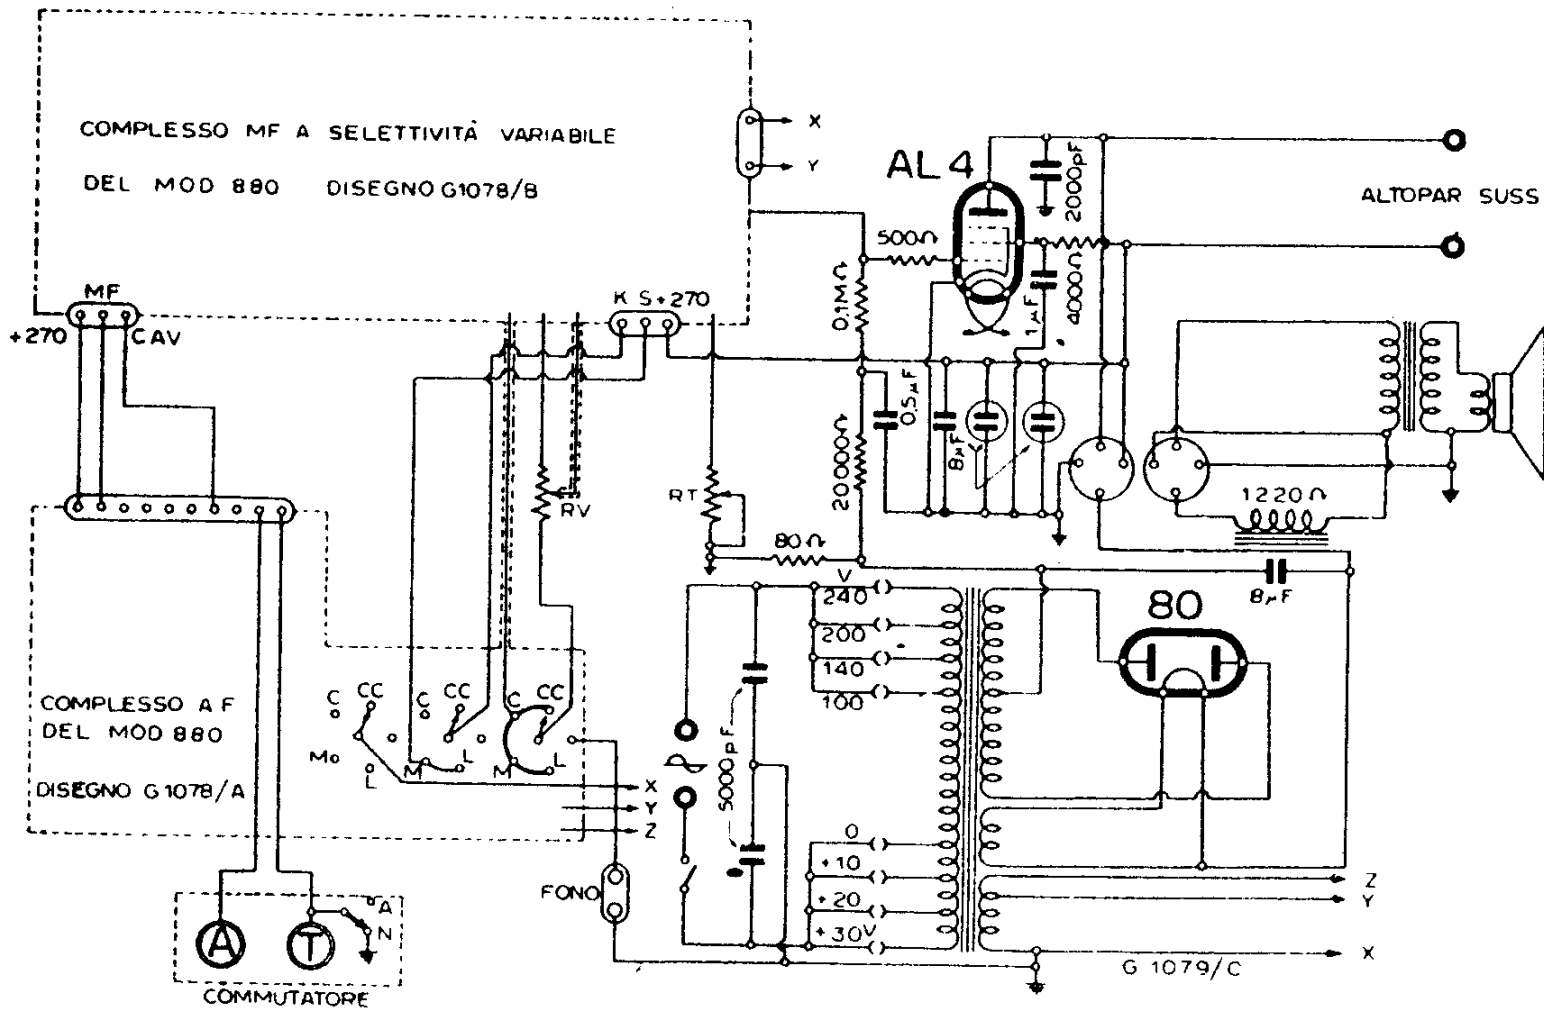 COMPLESSO MF A SELETTIVITÀ VARIABILE
DEL MOD 880 DISEGNO G1078/B
X
Y
AL4
2000pF
ALTOPAR SUSS
500Ω
0,1MΩ
1µF
4000Ω
MF
+270
CAV
K S+270
0,5µF
8µF
20000Ω
RV
RT
80Ω
1220Ω
8µF
V
240
200
140
100
80
COMPLESSO AF
DEL MOD 880
DISEGNO G1078/A
C CC
M
L
C CC
M
L
C CC
M
L
X
Y
Z
5000pF
0
+10
+20
+30V
FONO
A
N
A
T
COMMUTATORE
Z
Y
X
G 1079/C